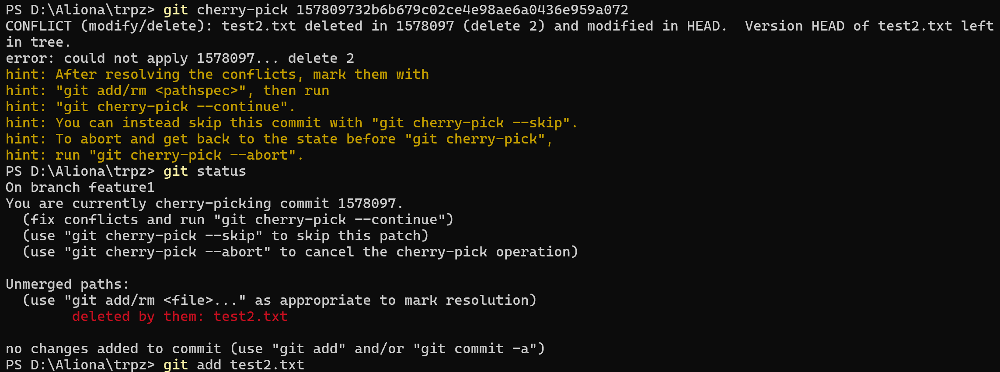 PS D:\Aliona\trpz> git cherry-pick 157809732b6b679c02ce4e98ae6a0436e959a072
CONFLICT (modify/delete): test2.txt deleted in 1578097 (delete 2) and modified in HEAD.  Version HEAD of test2.txt left
in tree.
error: could not apply 1578097... delete 2
hint: After resolving the conflicts, mark them with
hint: "git add/rm <pathspec>", then run
hint: "git cherry-pick --continue".
hint: You can instead skip this commit with "git cherry-pick --skip".
hint: To abort and get back to the state before "git cherry-pick",
hint: run "git cherry-pick --abort".
PS D:\Aliona\trpz> git status
On branch feature1
You are currently cherry-picking commit 1578097.
  (fix conflicts and run "git cherry-pick --continue")
  (use "git cherry-pick --skip" to skip this patch)
  (use "git cherry-pick --abort" to cancel the cherry-pick operation)

Unmerged paths:
  (use "git add/rm <file>..." as appropriate to mark resolution)
        deleted by them: test2.txt

no changes added to commit (use "git add" and/or "git commit -a")
PS D:\Aliona\trpz> git add test2.txt